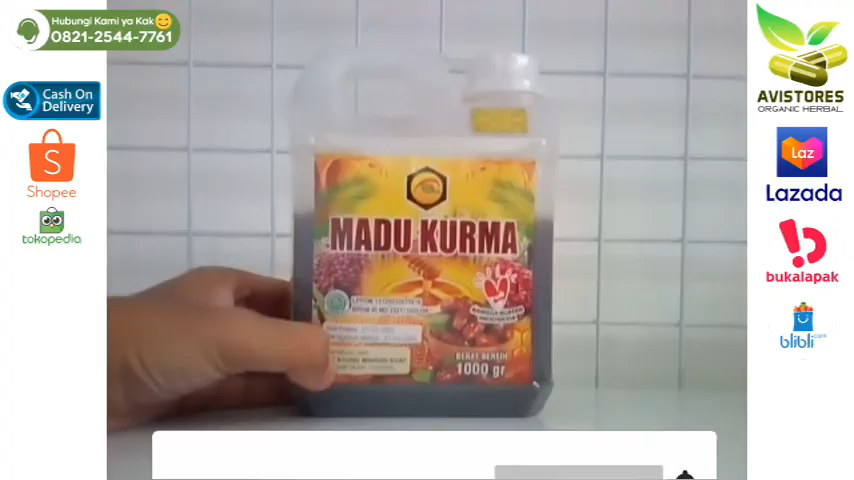 Hubungi Kami ya Kak
0821-2544-7761
Cash On
Delivery
Shopee
tokopedia
MADU KURMA
BERAT BERSIH
1000 gr
AVISTORES
ORGANIC HERBAL
Laz
Lazada
bukalapak
blibli.com